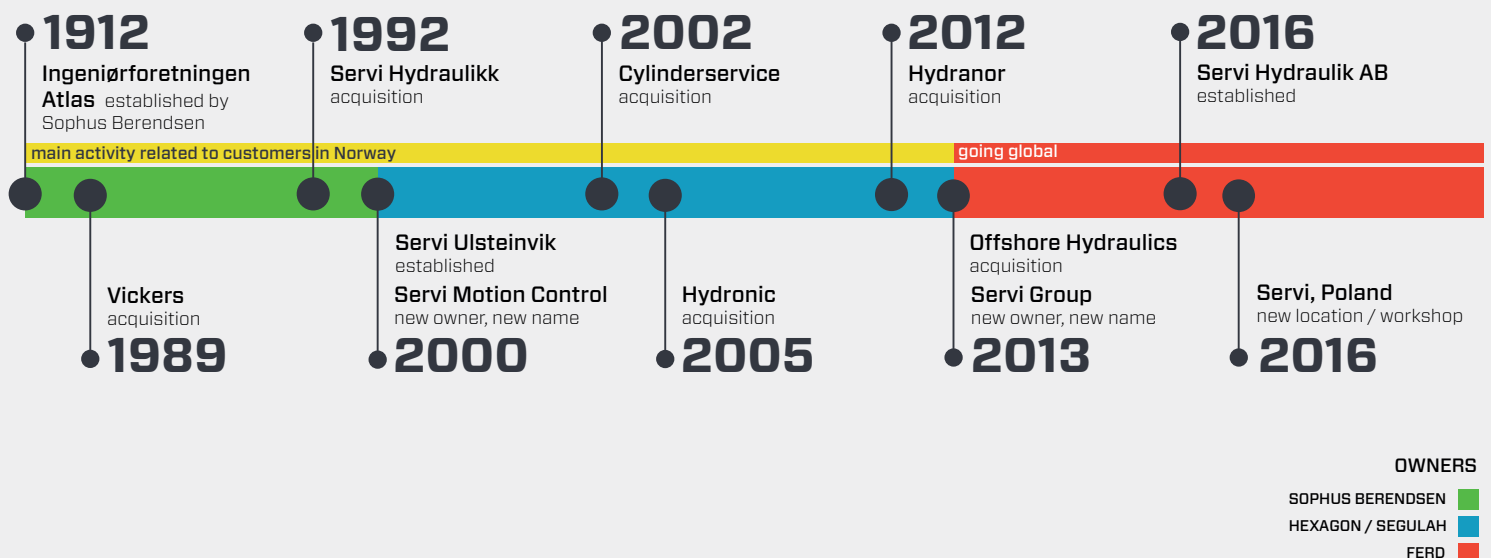 1912
Ingeniørforetningen
Atlas established by
Sophus Berendsen
1992
Servi Hydraulikk
acquisition
2002
Cylinderservice
acquisition
2012
Hydranor
acquisition
2016
Servi Hydraulik AB
established
main activity related to customers in Norway
going global
Vickers
acquisition
1989
Servi Ulsteinvik
established
Servi Motion Control
new owner, new name
2000
Hydronic
acquisition
2005
Offshore Hydraulics
acquisition
Servi Group
new owner, new name
2013
Servi, Poland
new location / workshop
2016
OWNERS
SOPHUS BERENDSEN
HEXAGON / SEGULAH
FERD